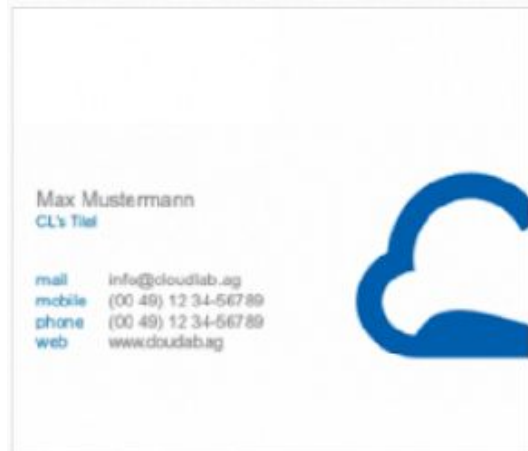 Max Mustermann
CL's Titel
mail info@cloudlab.ag
mobile (00 49) 12 34-56789
phone (00 49) 12 34-56789
web www.cloudlab.ag